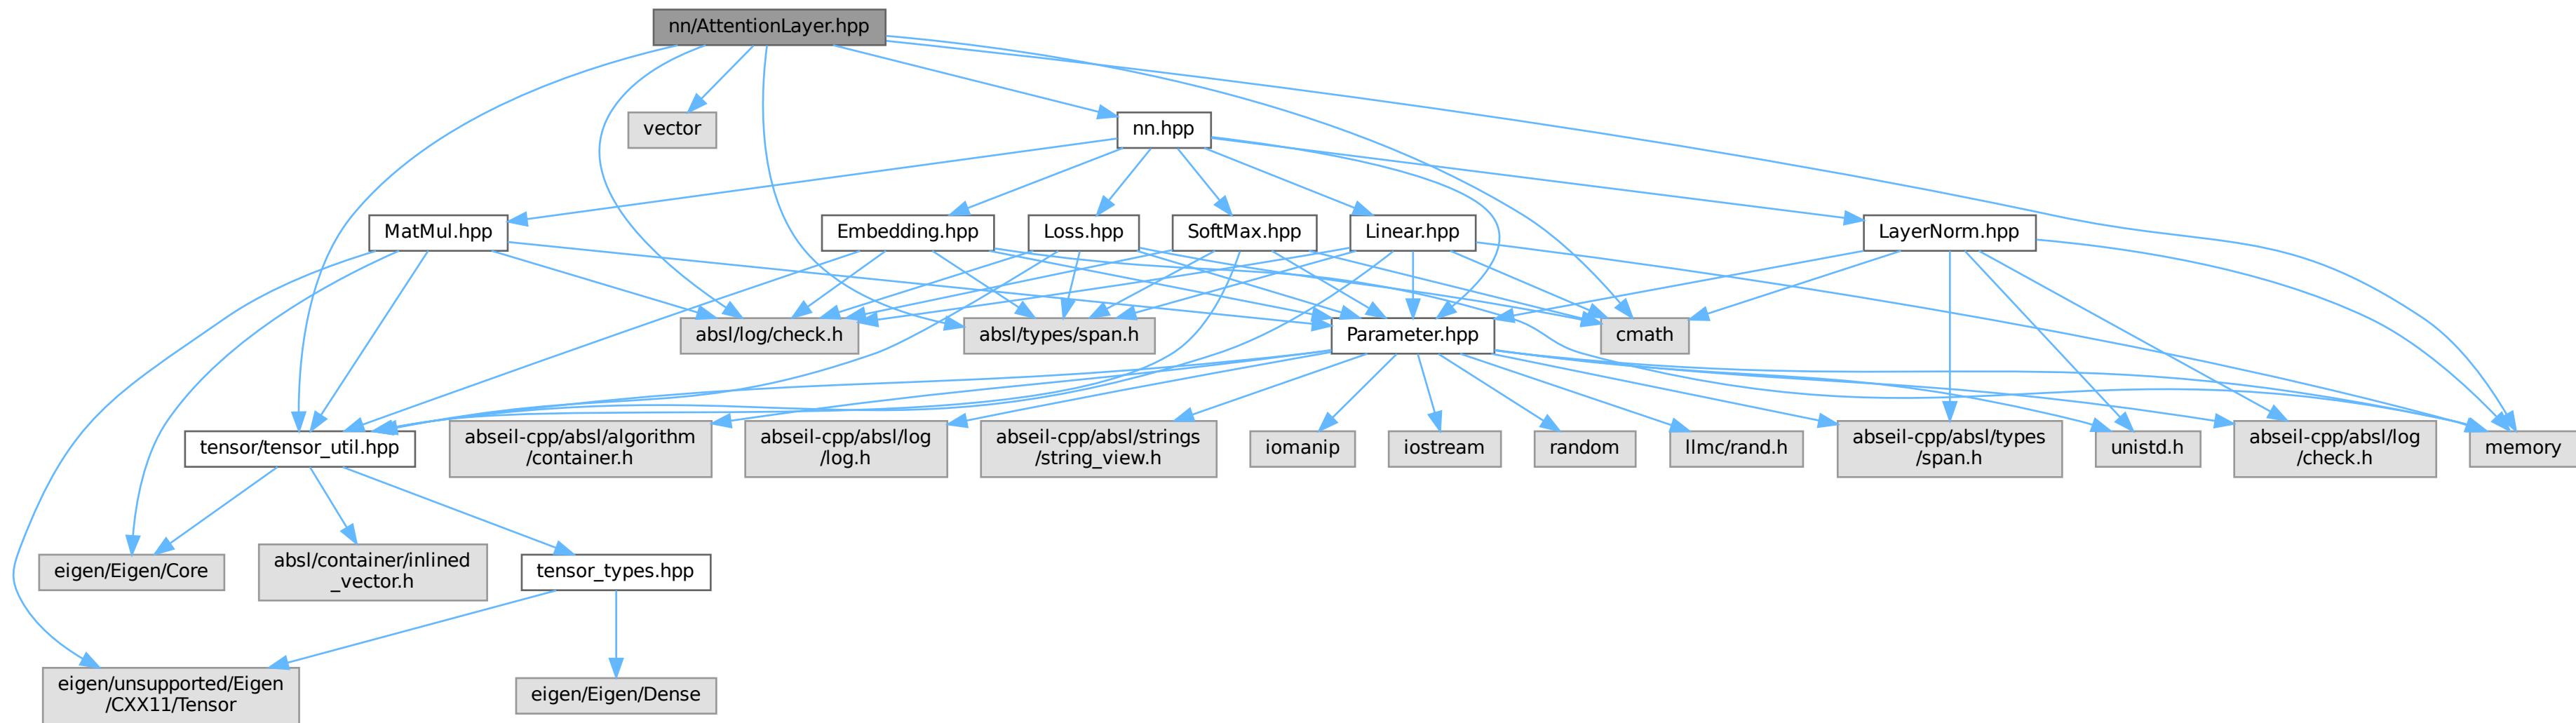 nn/AttentionLayer.hpp
vector
nn.hpp
MatMul.hpp
Embedding.hpp
Loss.hpp
SoftMax.hpp
Linear.hpp
LayerNorm.hpp
absl/log/check.h
absl/types/span.h
Parameter.hpp
cmath
tensor/tensor_util.hpp
abseil-cpp/absl/algorithm
/container.h
abseil-cpp/absl/log
/log.h
abseil-cpp/absl/strings
/string_view.h
iomanip
iostream
random
llmc/rand.h
abseil-cpp/absl/types
/span.h
unistd.h
abseil-cpp/absl/log
/check.h
memory
eigen/Eigen/Core
absl/container/inlined
_vector.h
tensor_types.hpp
eigen/unsupported/Eigen
/CXX11/Tensor
eigen/Eigen/Dense